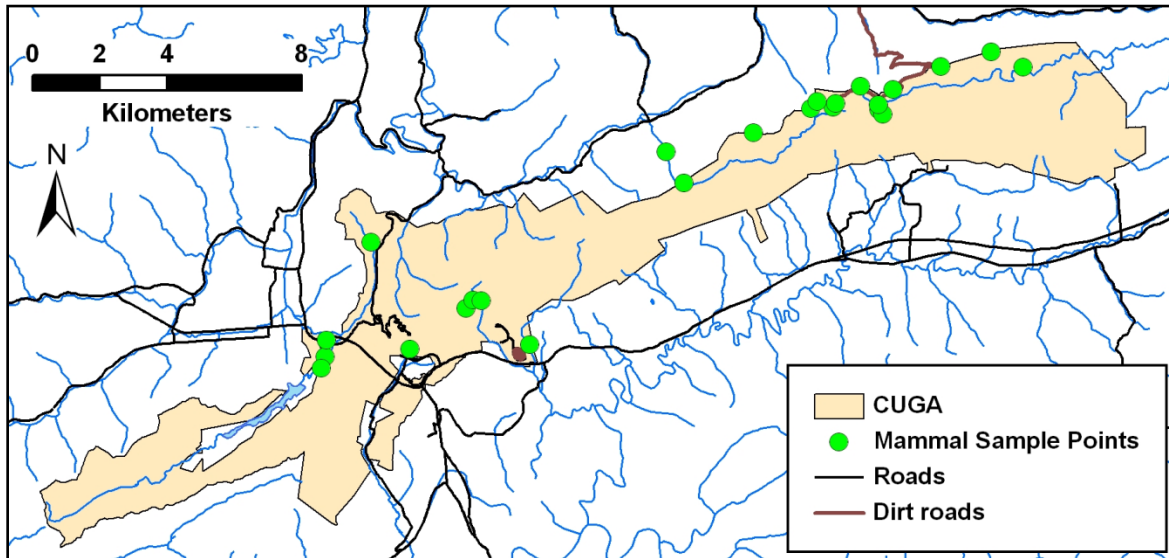 0 2 4 8
Kilometers
N
CUGA
Mammal Sample Points
Roads
Dirt roads